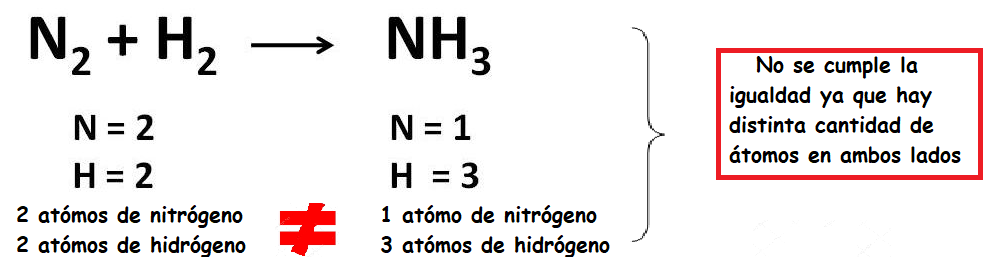 N₂ + H₂ → NH₃
N = 2 N = 1
H = 2 H = 3
2 atómos de nitrógeno ≠ 1 atómo de nitrógeno
2 atómos de hidrógeno 3 atómos de hidrógeno
No se cumple la
igualdad ya que hay
distinta cantidad de
átomos en ambos lados